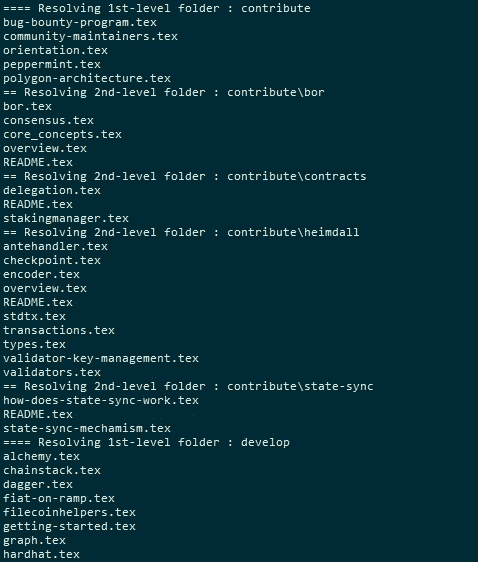 ==== Resolving 1st-level folder : contribute
bug-bounty-program.tex
community-maintainers.tex
orientation.tex
peppermint.tex
polygon-architecture.tex
== Resolving 2nd-level folder : contribute\bor
bor.tex
consensus.tex
core_concepts.tex
overview.tex
README.tex
== Resolving 2nd-level folder : contribute\contracts
delegation.tex
README.tex
stakingmanager.tex
== Resolving 2nd-level folder : contribute\heimdall
antehandler.tex
checkpoint.tex
encoder.tex
overview.tex
README.tex
stdtx.tex
transactions.tex
types.tex
validator-key-management.tex
validators.tex
== Resolving 2nd-level folder : contribute\state-sync
how-does-state-sync-work.tex
README.tex
state-sync-mechamism.tex
==== Resolving 1st-level folder : develop
alchemy.tex
chainstack.tex
dagger.tex
fiat-on-ramp.tex
filecoinhelpers.tex
getting-started.tex
graph.tex
hardhat.tex